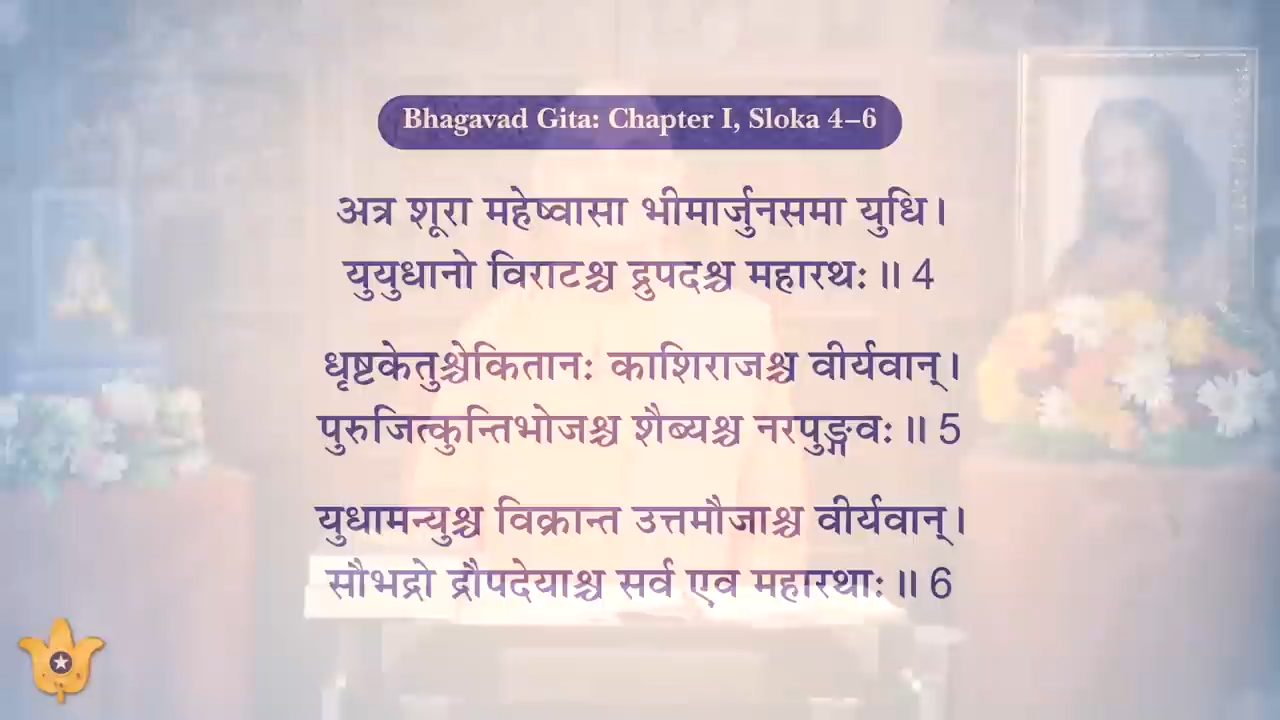 Bhagavad Gita: Chapter I, Sloka 4–6
अत्र शूरा महेष्वासा भीमार्जुनसमा युधि।
युयुधानो विराटश्च द्रुपदश्च महारथः॥ 4
धृष्टकेतुश्चेकितानः काशिराजश्च वीर्यवान्।
पुरुजित्कुन्तिभोजश्च शैब्यश्च नरपुङ्गवः॥ 5
युधामन्युश्च विक्रान्त उत्तमौजाश्च वीर्यवान्।
सौभद्रो द्रौपदेयाश्च सर्व एव महारथाः॥ 6